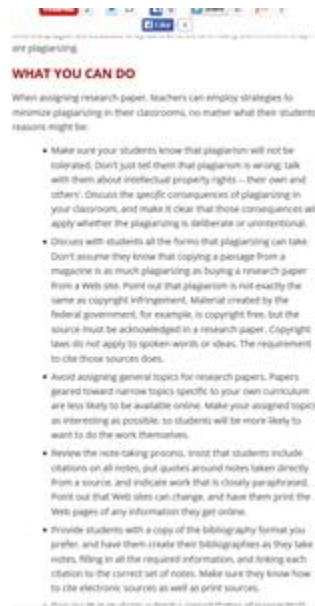 Like
are plagiarizing.
WHAT YOU CAN DO
When assigning research paper, teachers can employ strategies to
minimize plagiarizing in their classrooms, no matter what their students
reasons might be:
• Make sure your students know that plagiarism will not be
tolerated. Don't just tell them that plagiarism is wrong; talk
with them about intellectual property rights -- their own and
others'. Discuss the specific consequences of plagiarizing in
your classroom, and make it clear that those consequences wil
apply whether the plagiarizing is deliberate or unintentional.
• Discuss with students all the forms that plagiarizing can take.
Don't assume they know that copying a passage from a
magazine is as much plagiarizing as buying a research paper
from a Web site. Point out that plagiarism is not exactly the
same as copyright infringement. Material created by the
federal government, for example, is copyright free, but the
source must be acknowledged in a research paper. Copyright
laws do not apply to spoken words or ideas. The requirement
to cite those sources does.
• Avoid assigning general topics for research papers. Papers
geared toward narrow topics specific to your own curriculum
are less likely to be available online. Make your assigned topics
as interesting as possible, so students will be more likely to
want to do the work themselves.
• Review the note-taking process. Insist that students include
citations on all notes, put quotes around notes taken directly
from a source, and indicate work that is closely paraphrased.
Point out that Web sites can change, and have them print the
Web pages of any information they get online.
• Provide students with a copy of the bibliography format you
prefer, and have them create their bibliographies as they take
notes, filling in all the required information, and linking each
citation to the correct set of notes. Make sure they know how
to cite electronic sources as well as print sources.